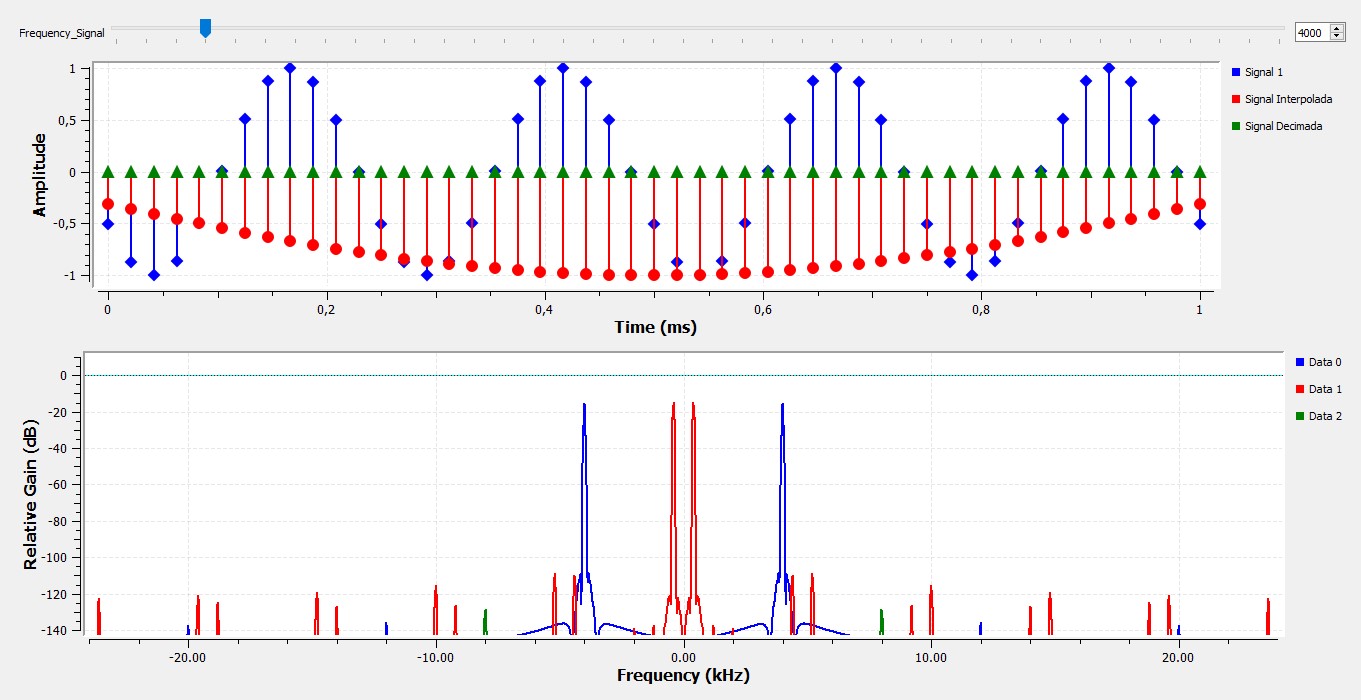 Frequency_Signal
4000
1
0,5
0
-0,5
-1
Amplitude
0
0,2
0,4
0,6
0,8
1
Time (ms)
Signal 1
Signal Interpolada
Signal Decimada
0
-20
-40
-60
-80
-100
-120
-140
Relative Gain (dB)
-20.00
-10.00
0.00
10.00
20.00
Frequency (kHz)
Data 0
Data 1
Data 2